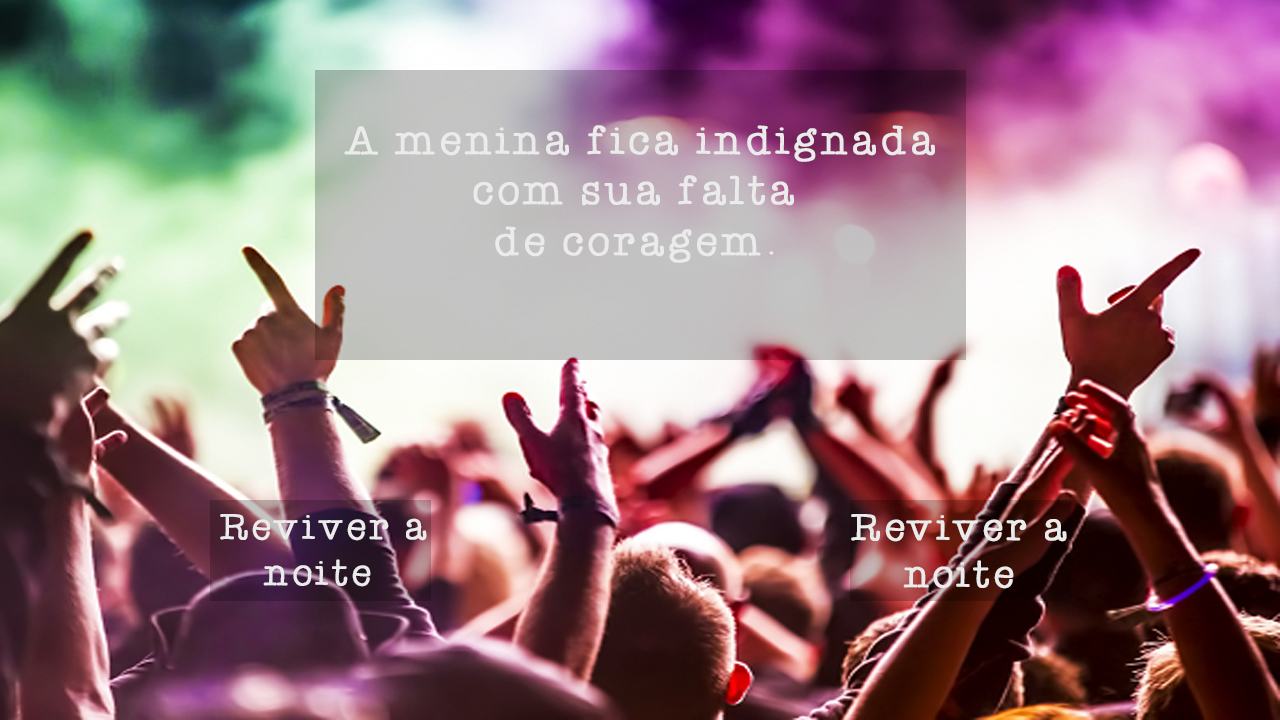 A menina fica indignada
com sua falta
de coragem.
Reviver a
noite
Reviver a
noite